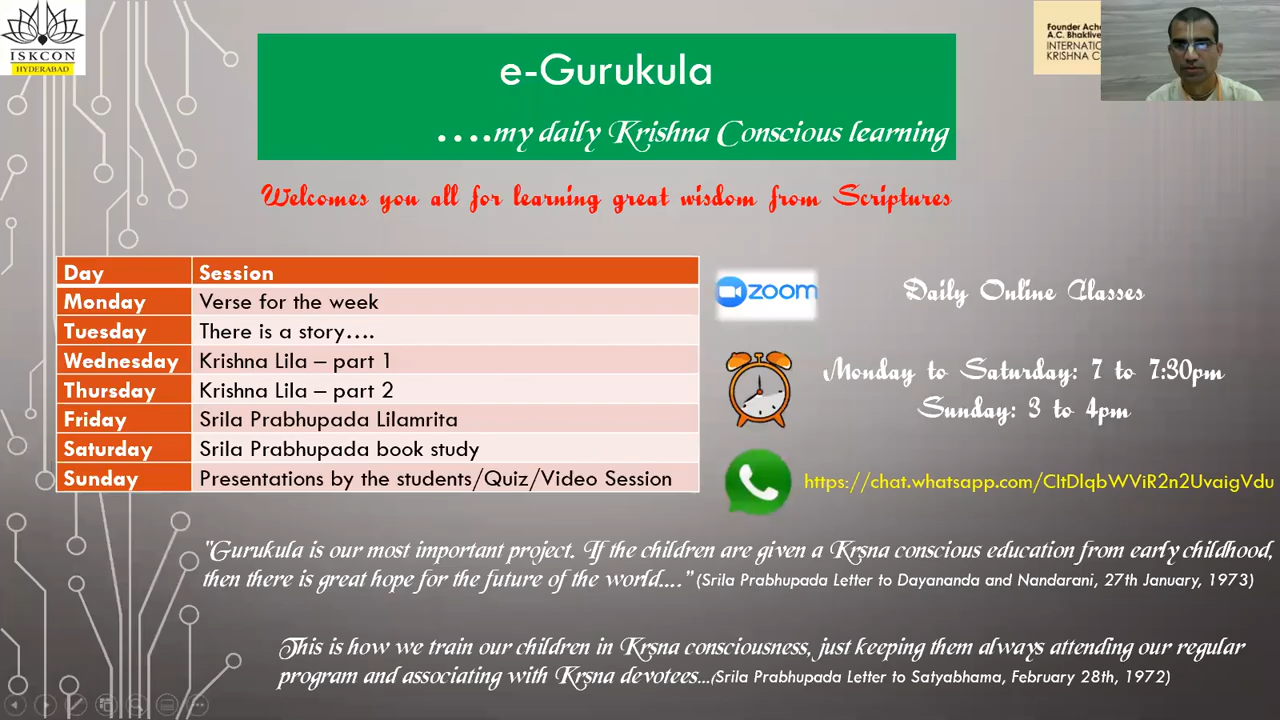 ISKCON
HYDERABAD
Founder Acha
A.C. Bhaktive
INTERNATIO
KRISHNA C
e-Gurukula
....my daily Krishna Conscious learning
Welcomes you all for learning great wisdom from Scriptures
Day Session
Monday Verse for the week
Tuesday There is a story....
Wednesday Krishna Lila – part 1
Thursday Krishna Lila – part 2
Friday Srila Prabhupada Lilamrita
Saturday Srila Prabhupada book study
Sunday Presentations by the students/Quiz/Video Session
zoom Daily Online Classes
Monday to Saturday: 7 to 7:30pm
Sunday: 3 to 4pm
https://chat.whatsapp.com/CltDlqbWViR2n2UvaigVdu
"Gurukula is our most important project. If the children are given a Krsna conscious education from early childhood,
then there is great hope for the future of the world...." (Srila Prabhupada Letter to Dayananda and Nandarani, 27th January, 1973)
This is how we train our children in Krsna consciousness, just keeping them always attending our regular
program and associating with Krsna devotees...(Srila Prabhupada Letter to Satyabhama, February 28th, 1972)